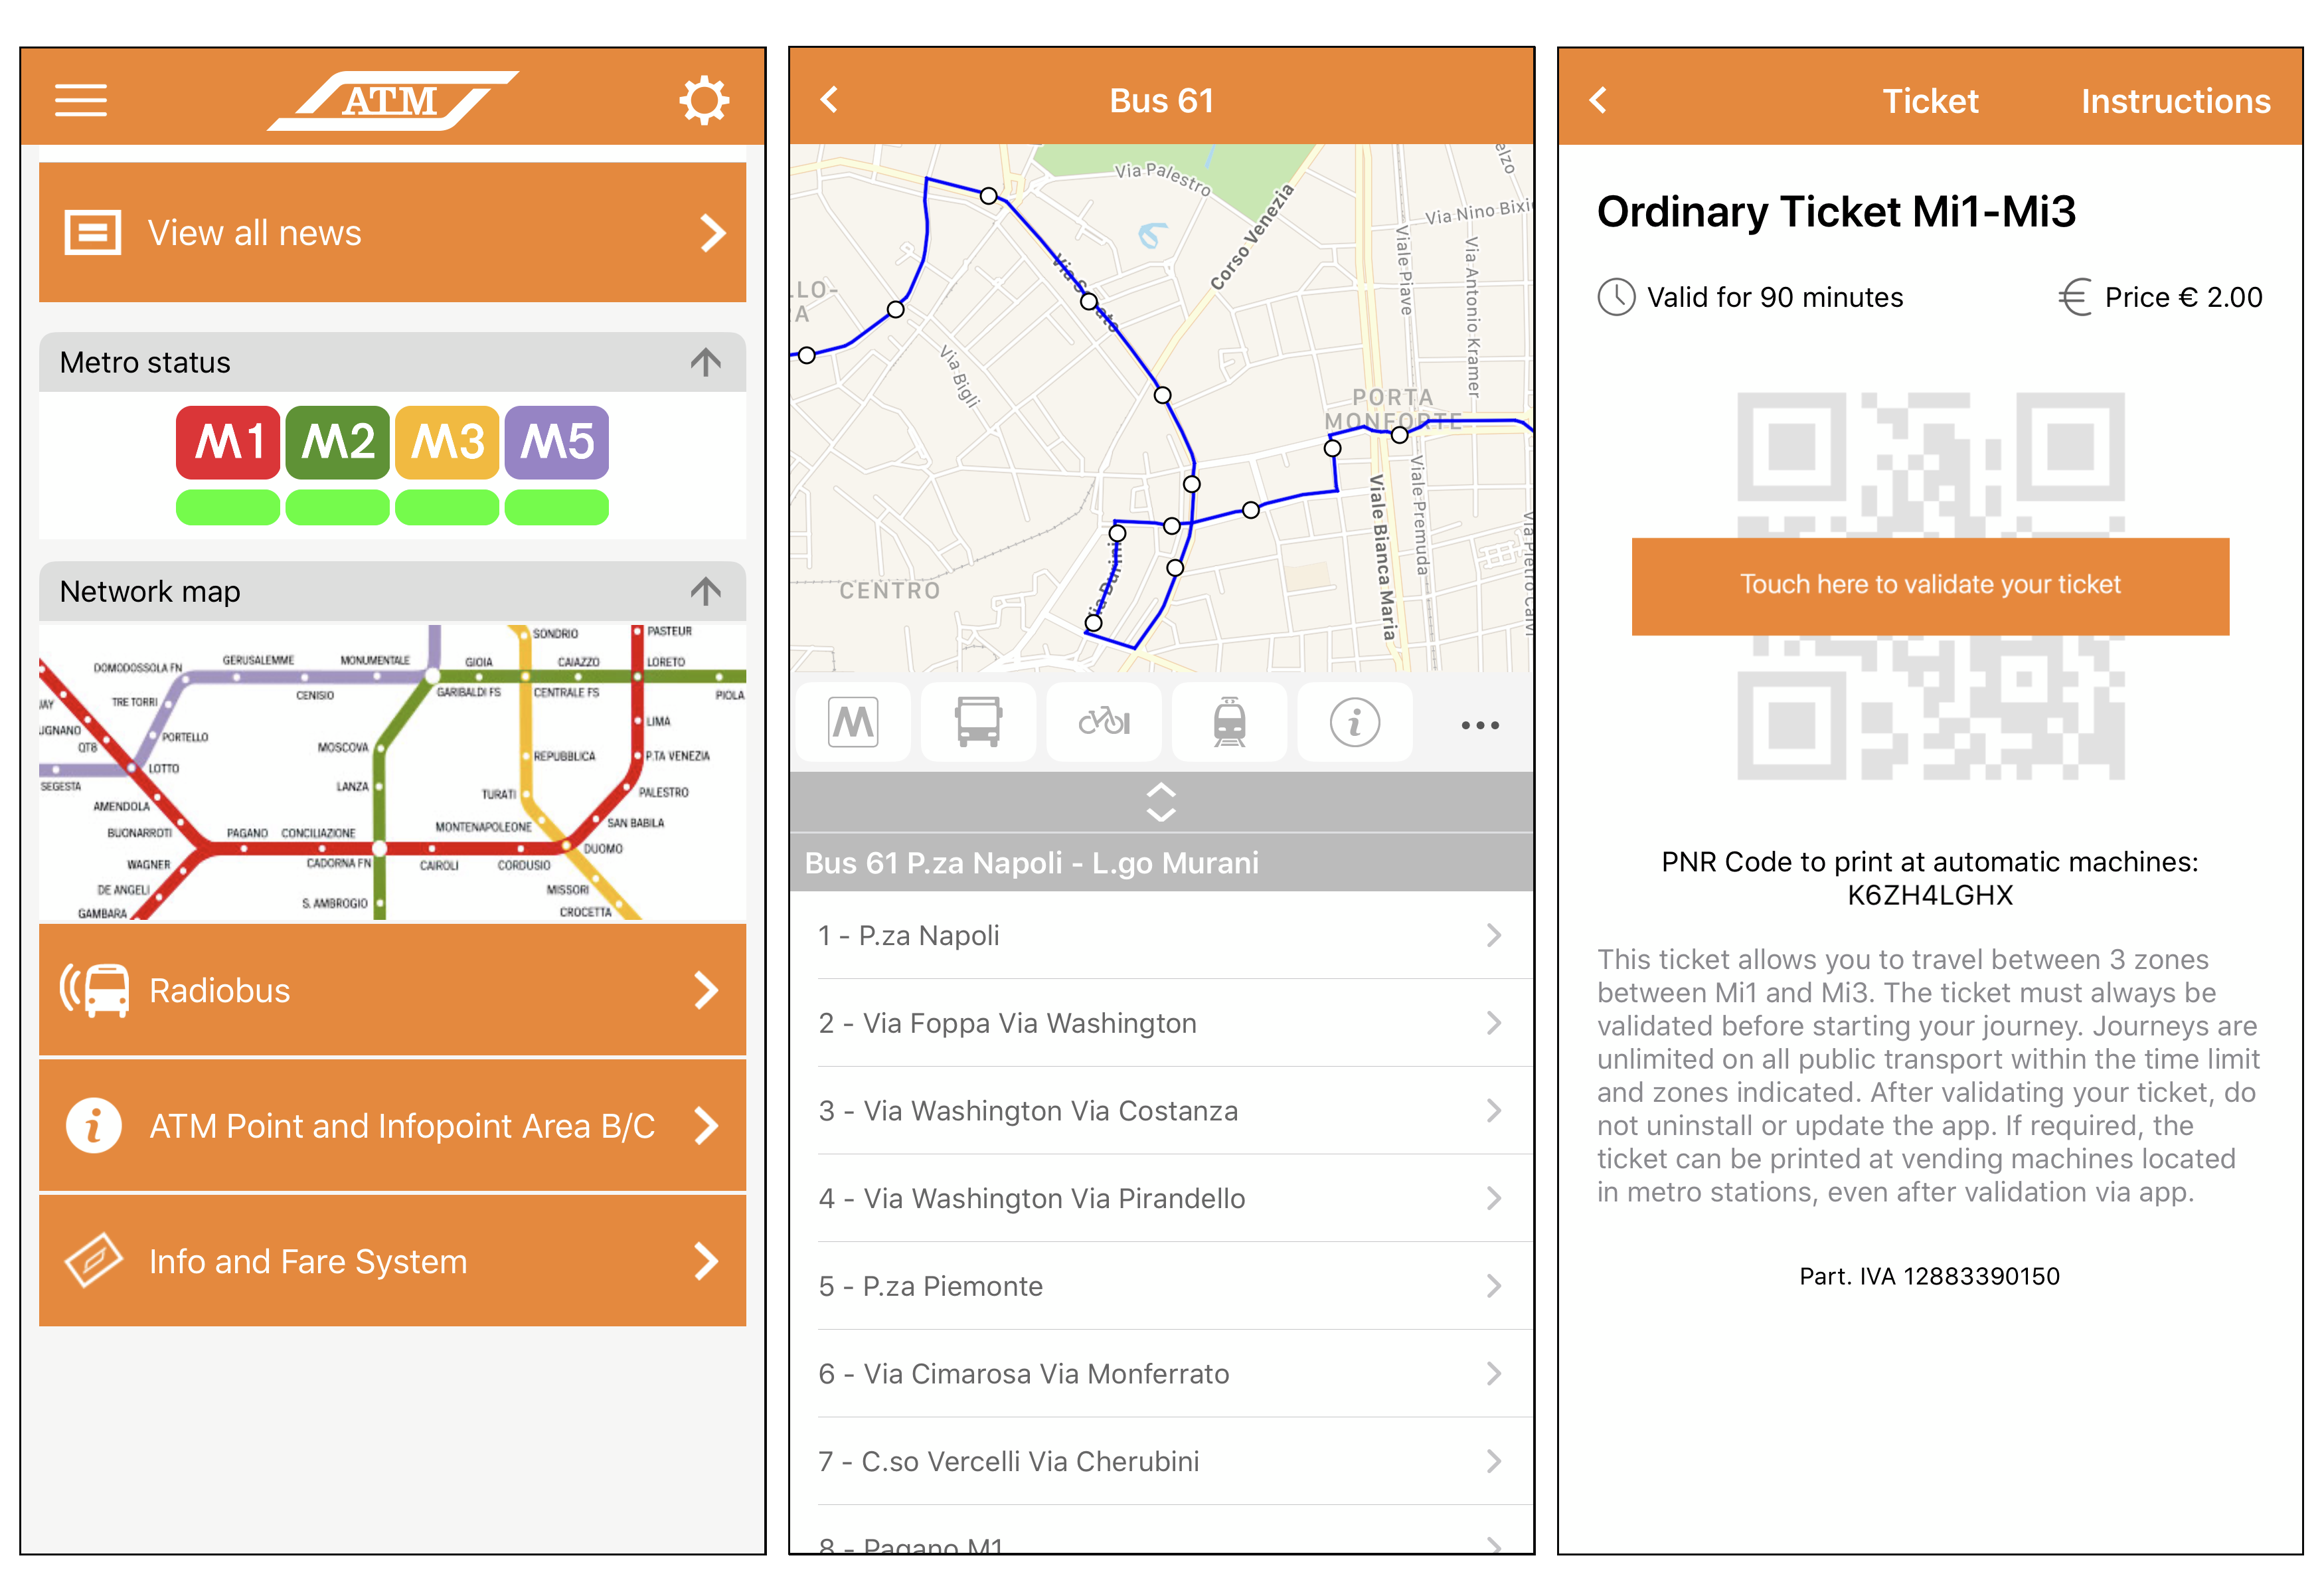 ATM
View all news
Metro status
M1 M2 M3 M5
Network map
SONDRIO
PASTEUR
DOMODOSSOLA FN
GERUSALEMME
MONUMENTALE
GIOIA
CAIAZZO
LORETO
CENISIO
GARIBALDI FS
CENTRALE FS
PIOLA
TRE TORRI
LIMA
PORTELLO
QT8
MOSCOVA
REPUBBLICA
P.TA VENEZIA
LOTTO
SEGESTA
LANZA
TURATI
PALESTRO
AMENDOLA
BUONARROTI
PAGANO
CONCILIAZIONE
MONTENAPOLEONE
SAN BABILA
WAGNER
CADORNA FN
CAIROLI
CORDUSIO
DUOMO
DE ANGELI
MISSORI
GAMBARA
S. AMBROGIO
CROCETTA
Radiobus
ATM Point and Infopoint Area B/C
Info and Fare System
Bus 61
Via Palestro
Corso Venezia
Via Nino Bixi
Viale Piave
Via Antonio Kramer
Via Bigli
PORTA
MONFORTE
Viale Bianca Maria
Viale Premuda
CENTRO
M
Bus 61 P.za Napoli - L.go Murani
1 - P.za Napoli
2 - Via Foppa Via Washington
3 - Via Washington Via Costanza
4 - Via Washington Via Pirandello
5 - P.za Piemonte
6 - Via Cimarosa Via Monferrato
7 - C.so Vercelli Via Cherubini
8 - Pagano M1
Ticket
Instructions
Ordinary Ticket Mi1-Mi3
Valid for 90 minutes
Price € 2.00
Touch here to validate your ticket
PNR Code to print at automatic machines:
K6ZH4LGHX
This ticket allows you to travel between 3 zones
between Mi1 and Mi3. The ticket must always be
validated before starting your journey. Journeys are
unlimited on all public transport within the time limit
and zones indicated. After validating your ticket, do
not uninstall or update the app. If required, the
ticket can be printed at vending machines located
in metro stations, even after validation via app.
Part. IVA 12883390150